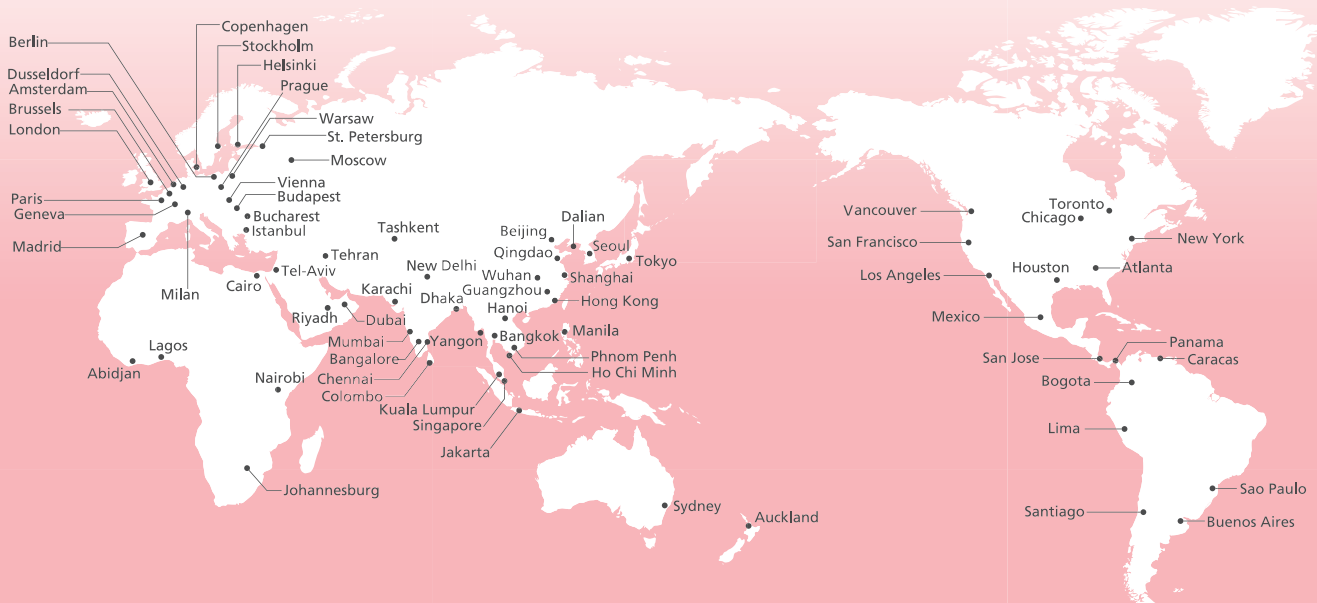 Copenhagen
Berlin
Stockholm
Helsinki
Dusseldorf
Prague
Amsterdam
Brussels
Warsaw
London
St. Petersburg
Moscow
Vienna
Budapest
Paris
Geneva
Bucharest
Istanbul
Madrid
Milan
Tashkent
Tehran
Tel-Aviv
Cairo
New Delhi
Karachi
Dhaka
Riyadh
Dubai
Mumbai
Bangalore
Chennai
Colombo
Yangon
Lagos
Abidjan
Nairobi
Johannesburg
Dalian
Beijing
Seoul
Qingdao
Tokyo
Wuhan
Shanghai
Guangzhou
Hong Kong
Hanoi
Manila
Bangkok
Phnom Penh
Ho Chi Minh
Kuala Lumpur
Singapore
Jakarta
Sydney
Auckland
Vancouver
Toronto
Chicago
San Francisco
New York
Los Angeles
Houston
Atlanta
Mexico
Panama
San Jose
Caracas
Bogota
Lima
Sao Paulo
Santiago
Buenos Aires